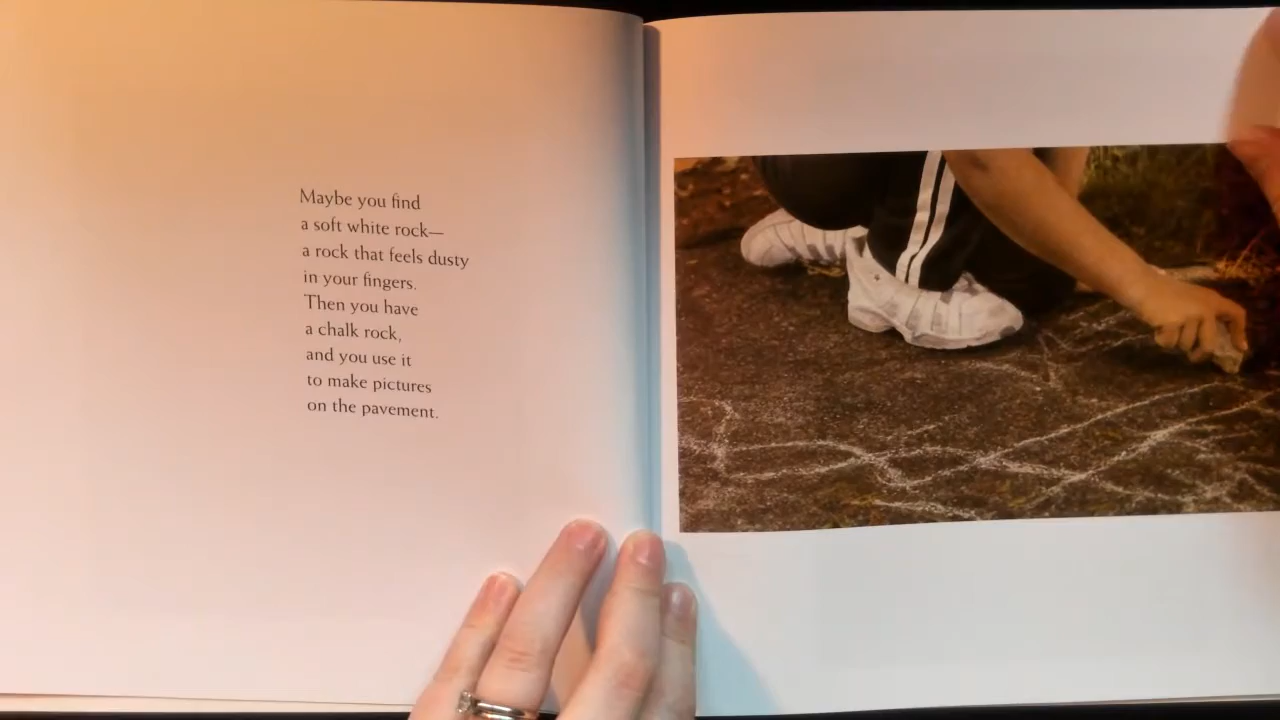 Maybe you find
a soft white rock—
a rock that feels dusty
in your fingers.
Then you have
a chalk rock,
and you use it
to make pictures
on the pavement.